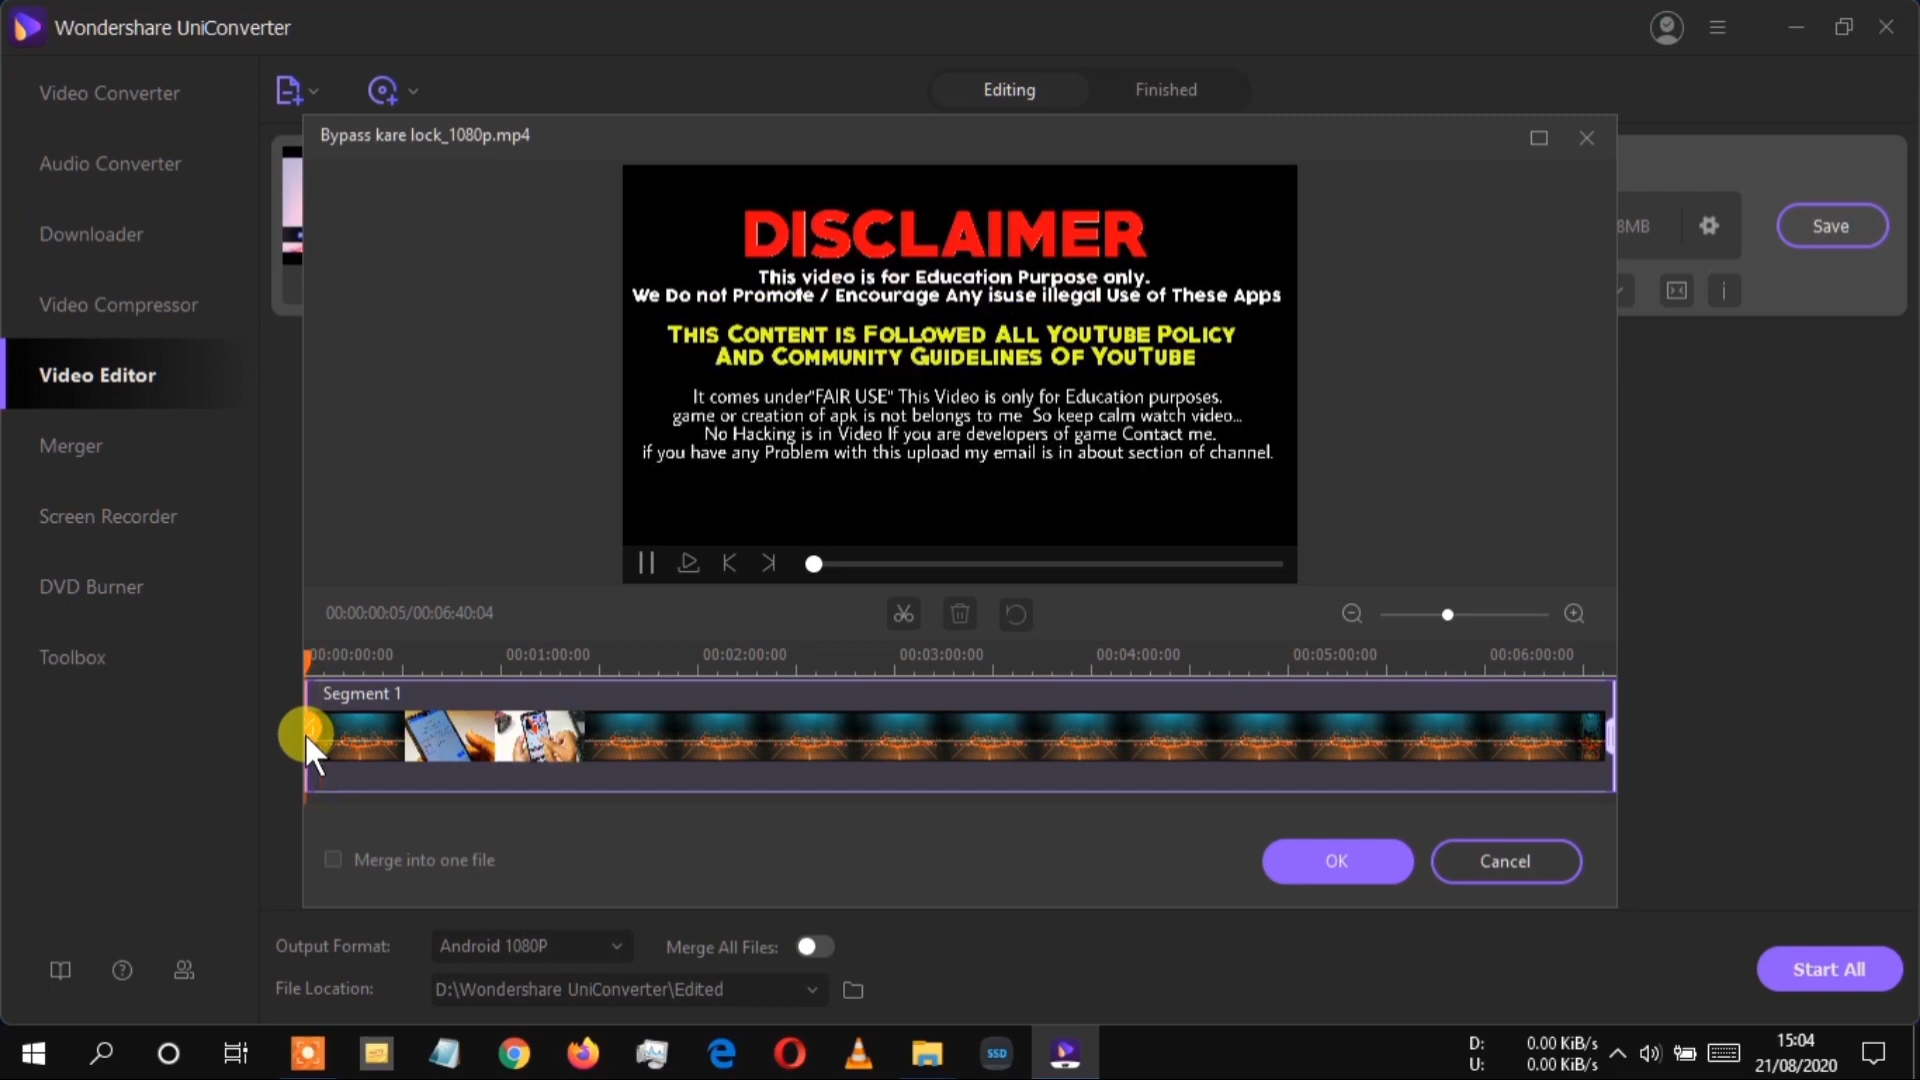 Wondershare UniConverter
Video Converter
Audio Converter
Downloader
Video Compressor
Video Editor
Merger
Screen Recorder
DVD Burner
Toolbox
Editing
Finished
Bypass kare lock_1080p.mp4
DISCLAIMER
This video is for Education Purpose only.
We Do not Promote / Encourage Any isuse illegal Use of These Apps
This Content is Followed All YouTube Policy
And Community Guidelines Of YouTube
It comes under"FAIR USE" This Video is only for Education purposes.
game or creation of apk is not belongs to me So keep calm watch video...
No Hacking is in Video If you are developers of game Contact me.
if you have any Problem with this upload my email is in about section of channel.
8MB
Save
00:00:00:05/00:06:40:04
00:00:00:00 00:01:00:00 00:02:00:00 00:03:00:00 00:04:00:00 00:05:00:00 00:06:00:00
Segment 1
Merge into one file
OK
Cancel
Output Format: Android 1080P Merge All Files:
File Location: D:\Wondershare UniConverter\Edited
Start All
SSD
D: 0.00 KiB/s
U: 0.00 KiB/s
15:04
21/08/2020